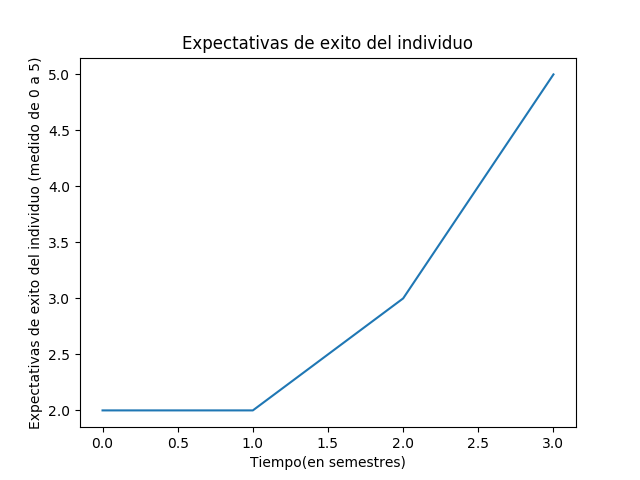 Expectativas de exito del individuo
Expectativas de exito del individuo (medido de 0 a 5)
5.0
4.5
4.0
3.5
3.0
2.5
2.0
0.0 0.5 1.0 1.5 2.0 2.5 3.0
Tiempo(en semestres)